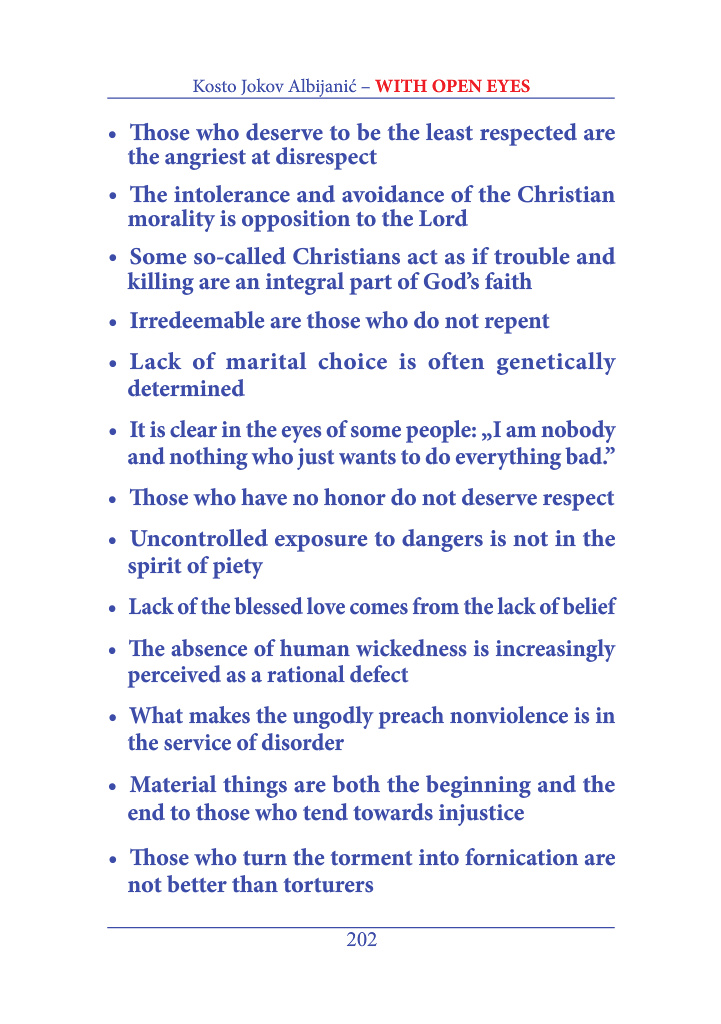 Kosto Jokov Albijanić – WITH OPEN EYES
• Those who deserve to be the least respected are
the angriest at disrespect
• The intolerance and avoidance of the Christian
morality is opposition to the Lord
• Some so-called Christians act as if trouble and
killing are an integral part of God’s faith
• Irredeemable are those who do not repent
• Lack of marital choice is often genetically
determined
• It is clear in the eyes of some people: „I am nobody
and nothing who just wants to do everything bad.”
• Those who have no honor do not deserve respect
• Uncontrolled exposure to dangers is not in the
spirit of piety
• Lack of the blessed love comes from the lack of belief
• The absence of human wickedness is increasingly
perceived as a rational defect
• What makes the ungodly preach nonviolence is in
the service of disorder
• Material things are both the beginning and the
end to those who tend towards injustice
• Those who turn the torment into fornication are
not better than torturers
202